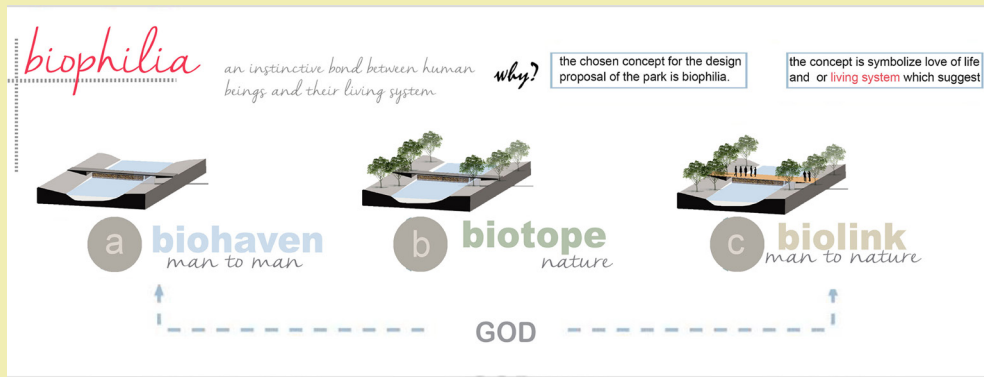 biophilia
an instinctive bond between human
beings and their living system
why?
the chosen concept for the design
proposal of the park is biophilia.
the concept is symbolize love of life
and or living system which suggest
a biohaven
man to man
b biotope
nature
c biolink
man to nature
GOD